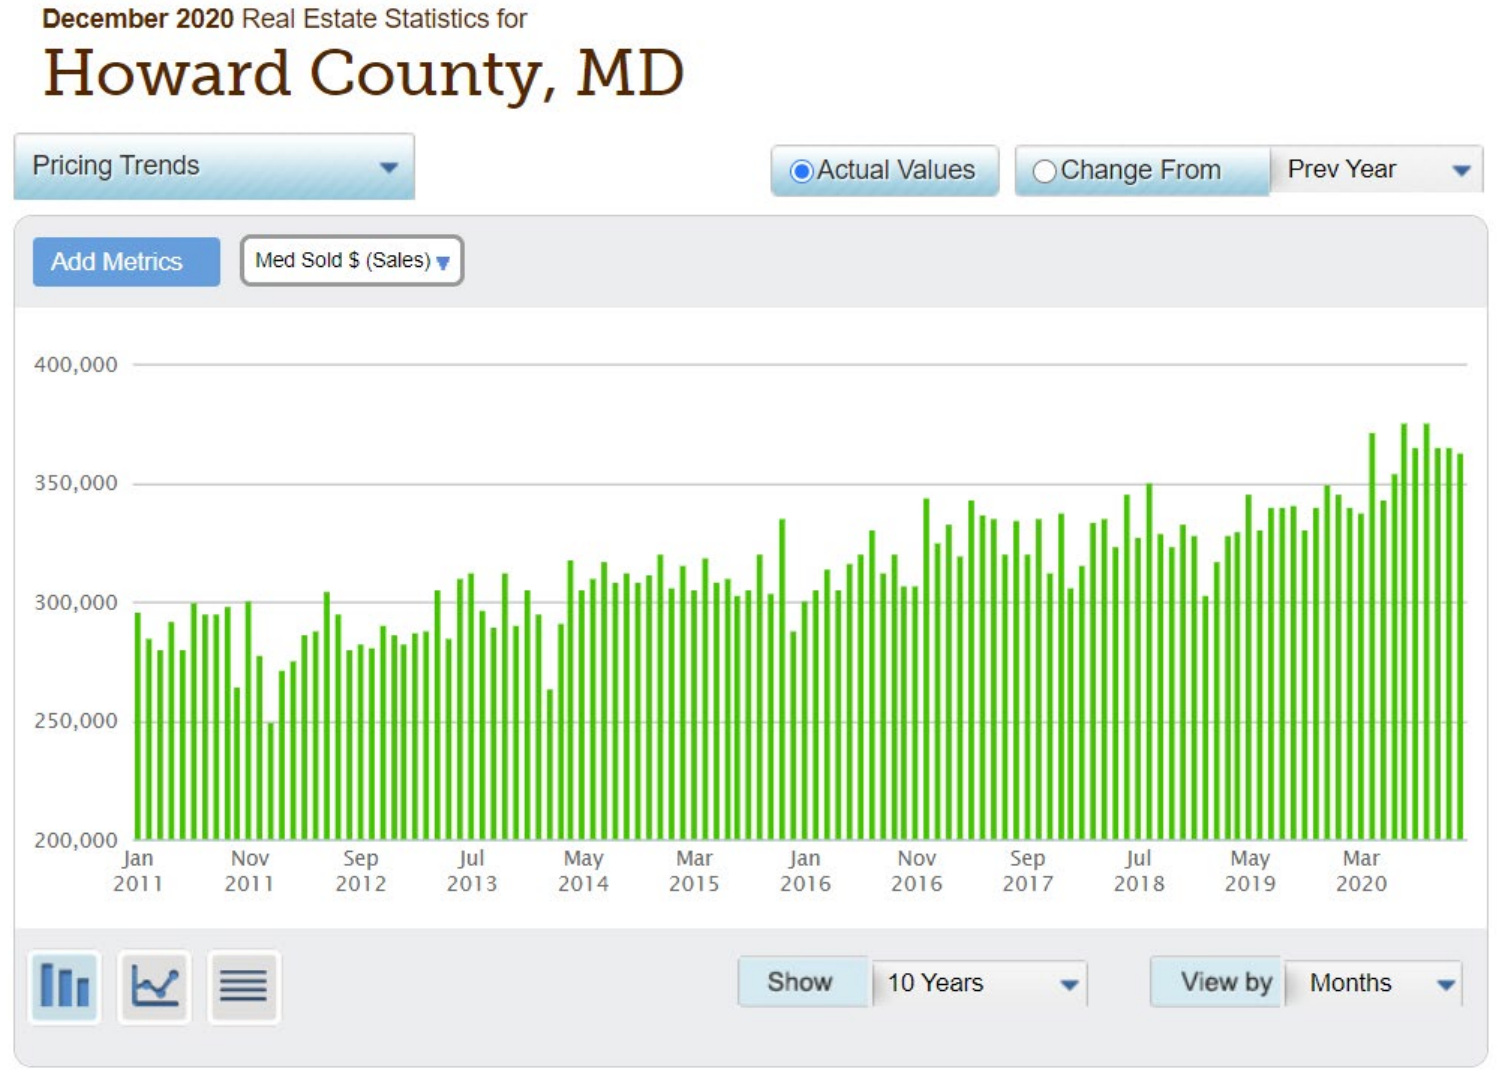 December 2020 Real Estate Statistics for
Howard County, MD
Pricing Trends
Actual Values
Change From
Prev Year
Add Metrics
Med Sold $ (Sales)
400,000
350,000
300,000
250,000
200,000
Jan Nov Sep Jul May Mar Jan Nov Sep Jul May Mar
2011 2011 2012 2013 2014 2015 2016 2016 2017 2018 2019 2020
Show
10 Years
View by
Months